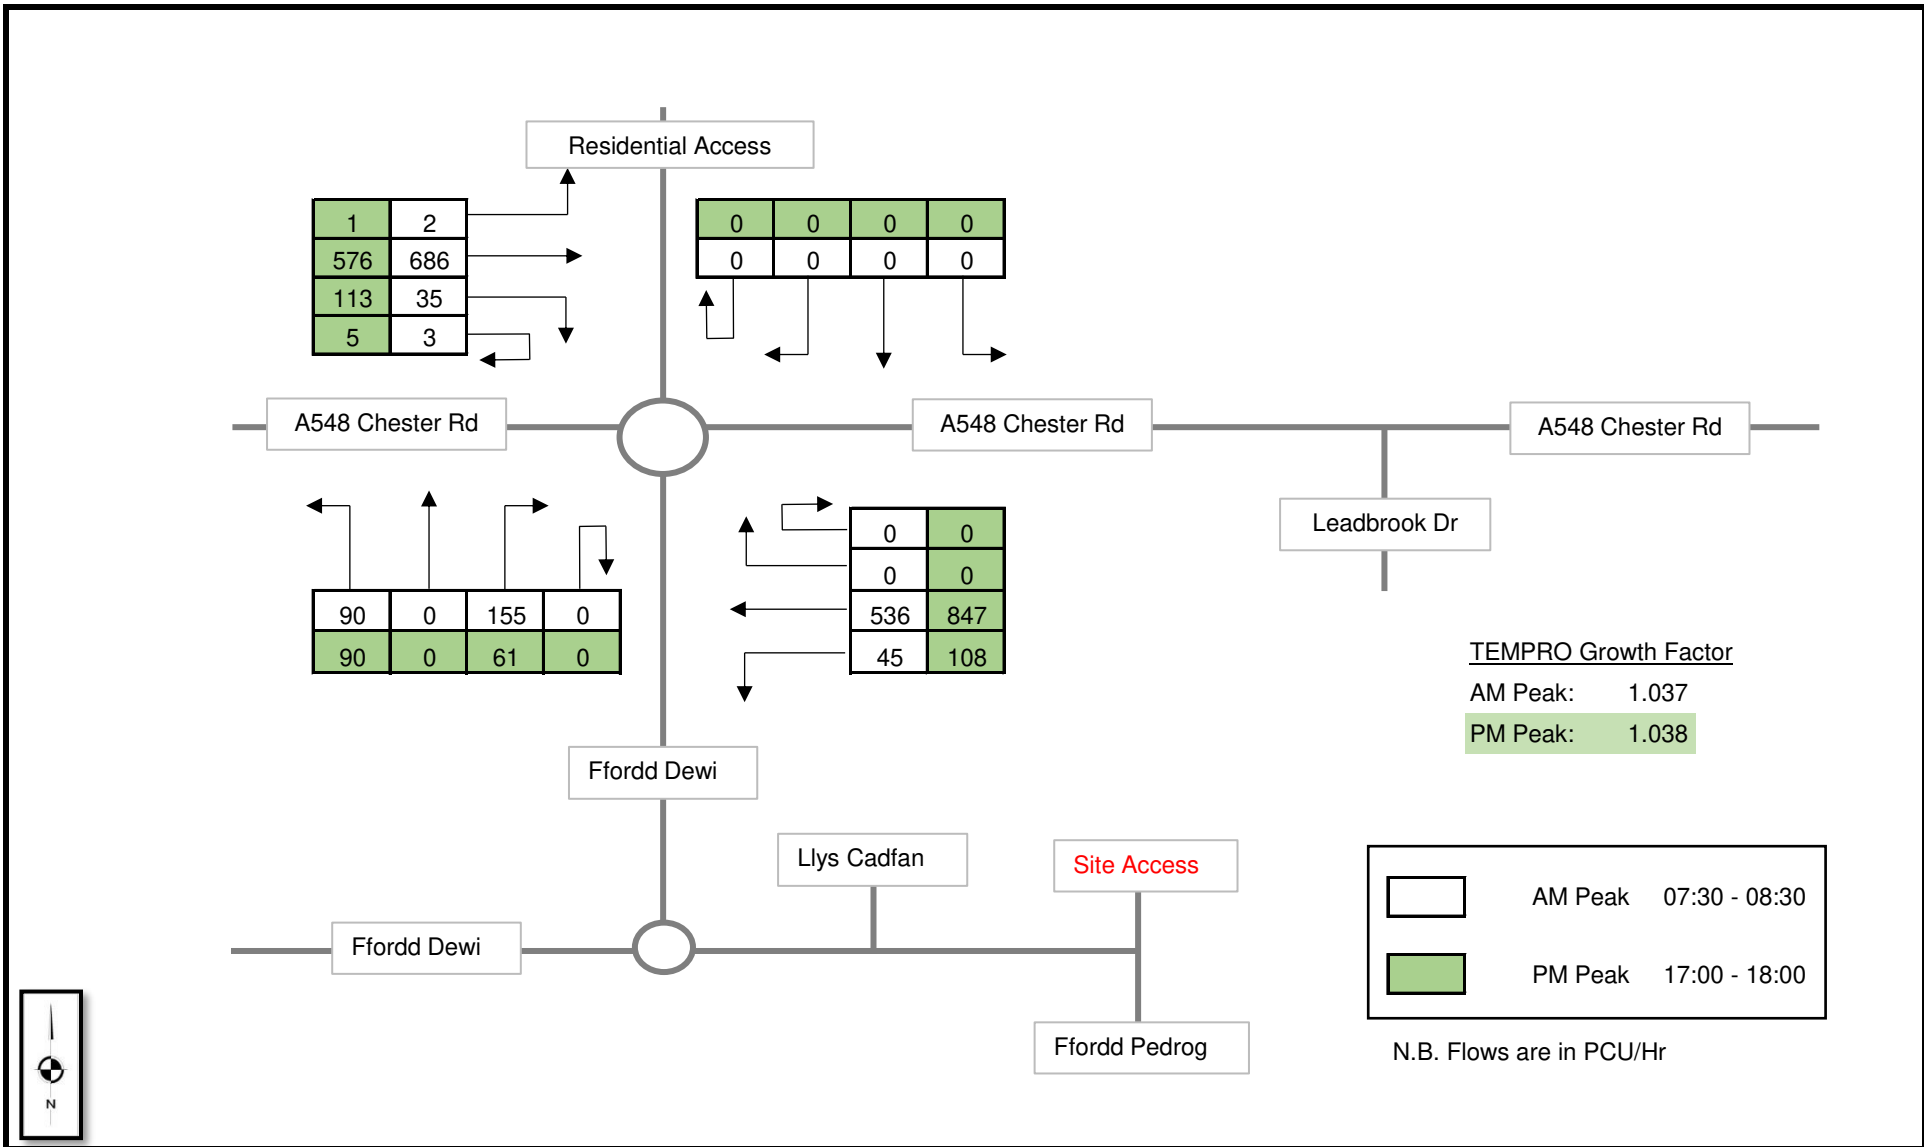 Residential Access
1 2
576 686
113 35
5 3
0 0 0 0
0 0 0 0
A548 Chester Rd
A548 Chester Rd
A548 Chester Rd
Leadbrook Dr
90 0 155 0
90 0 61 0
0 0
0 0
536 847
45 108
TEMPRO Growth Factor
AM Peak: 1.037
PM Peak: 1.038
Ffordd Dewi
Llys Cadfan
Site Access
Ffordd Dewi
Ffordd Pedrog
AM Peak 07:30 - 08:30
PM Peak 17:00 - 18:00
N.B. Flows are in PCU/Hr
N